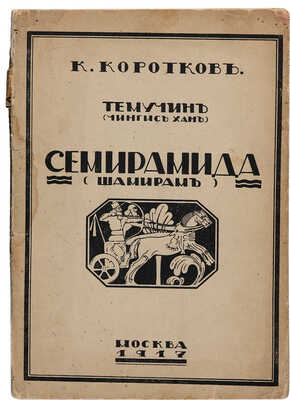 К. КОРОТКОВЪ.
ТЕМУЧИНЪ
(ЧИНГИСЪ ХАНЪ)
СЕМИРАМИДА
(ШАМИРАМЪ)
МОСКВА
1917